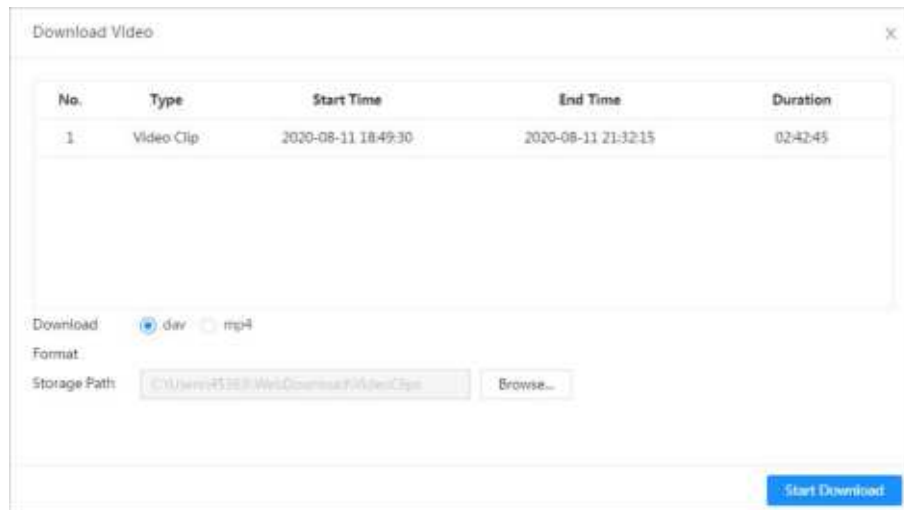 Download Video
No. Type Start Time End Time Duration
1 Video Clip 2020-08-11 18:49:30 2020-08-11 21:32:15 02:42:45
Download dav mp4
Format
Storage Path Browse...
Start Download